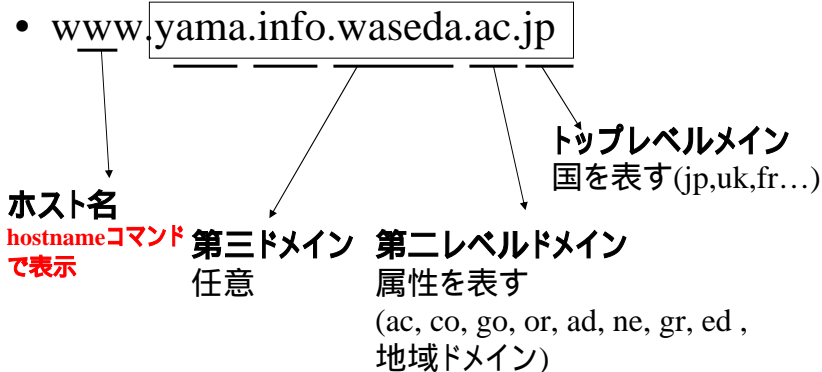 • www.yama.info.waseda.ac.jp
トップレベルメイン
国を表す(jp,uk,fr…)
ホスト名
hostnameコマンド
で表示
第三ドメイン
任意
第二レベルドメイン
属性を表す
(ac, co, go, or, ad, ne, gr, ed ,
地域ドメイン)